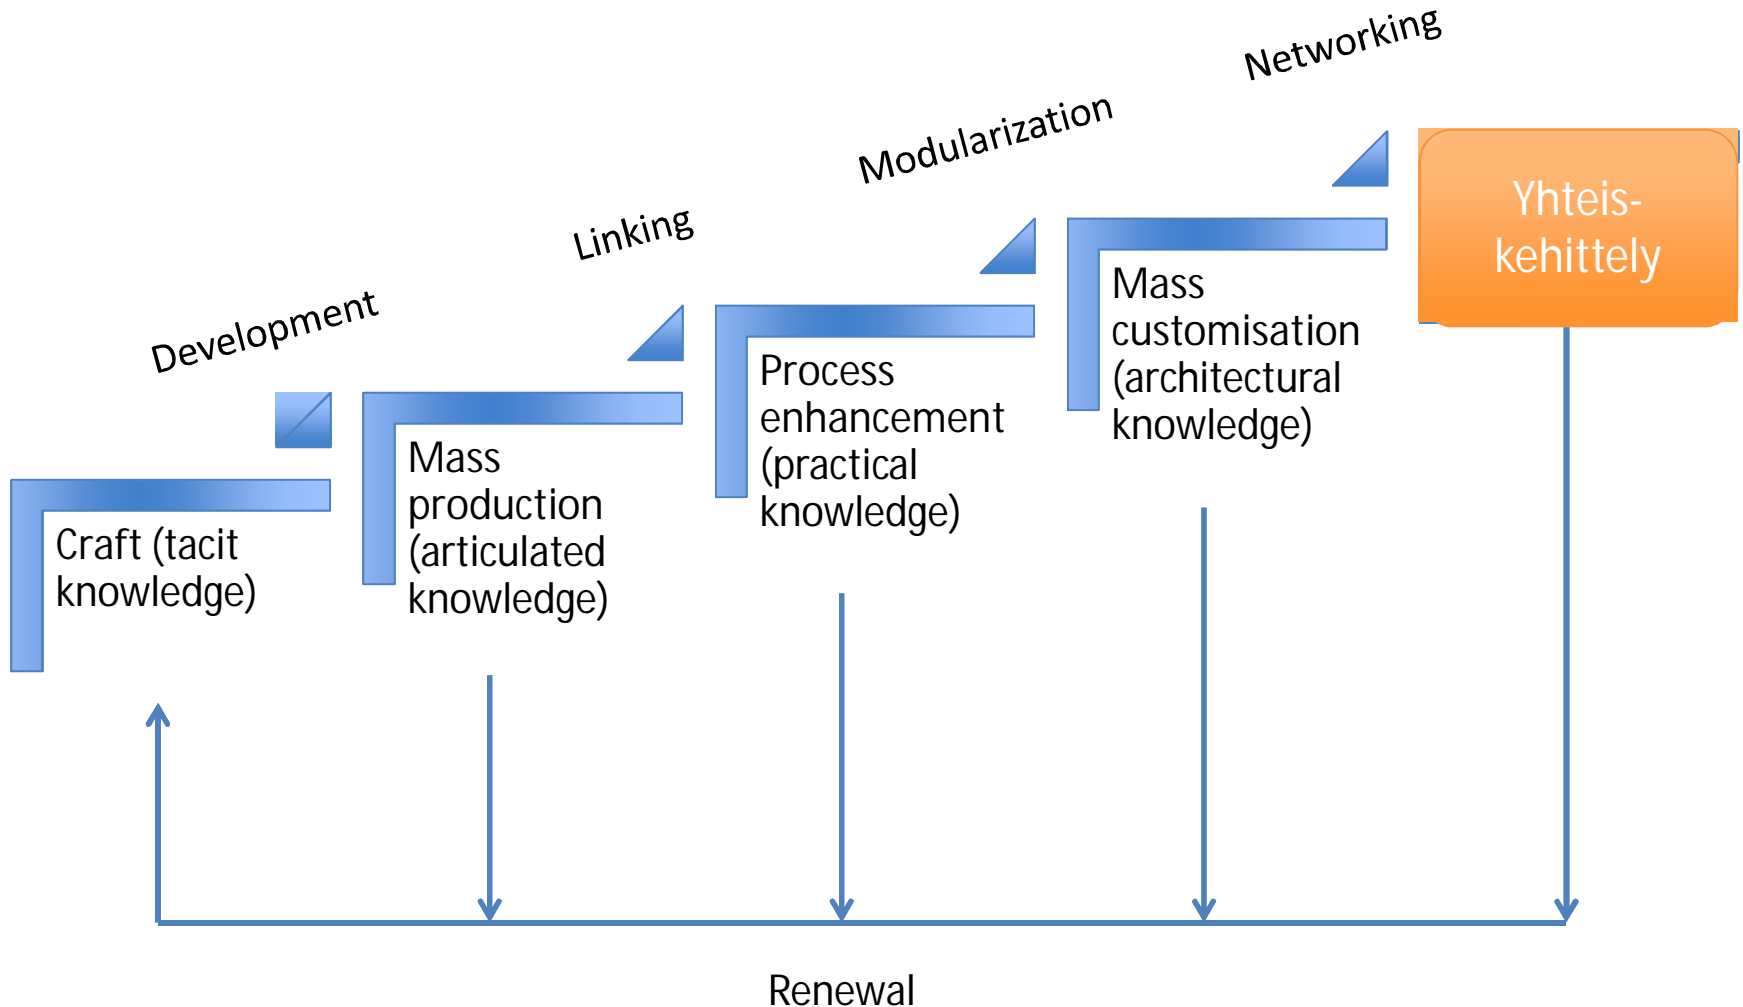 Networking
Modularization
Linking
Development
Yhteis-
kehittely
Mass
customisation
(architectural
knowledge)
Process
enhancement
(practical
knowledge)
Mass
production
(articulated
knowledge)
Craft (tacit
knowledge)
Renewal